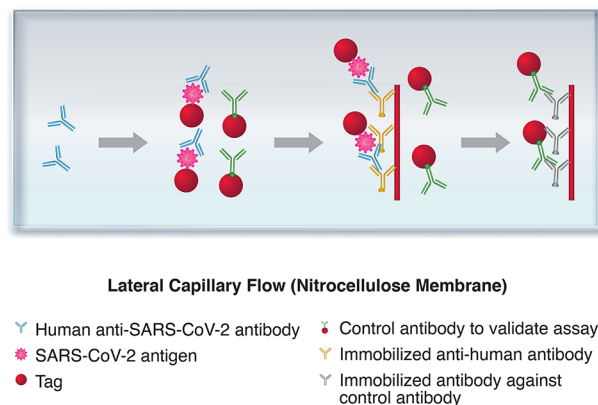 Lateral Capillary Flow (Nitrocellulose Membrane)
Human anti-SARS-CoV-2 antibody
SARS-CoV-2 antigen
Tag
Control antibody to validate assay
Immobilized anti-human antibody
Immobilized antibody against
control antibody